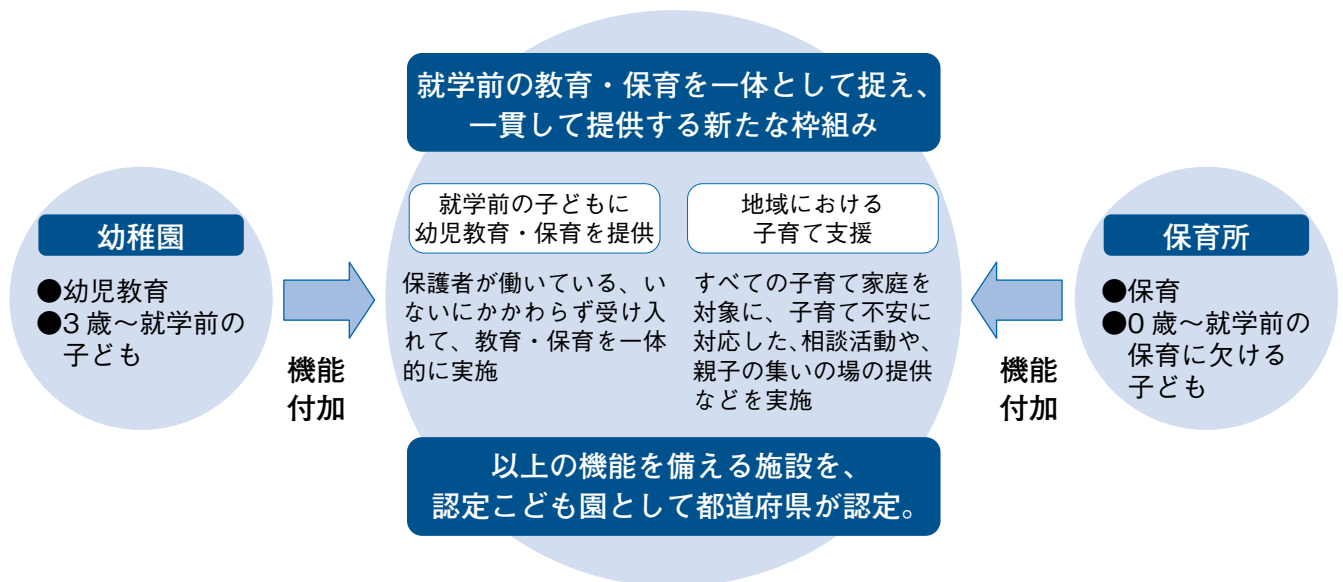 就学前の教育・保育を一体として捉え、
一貫して提供する新たな枠組み
幼稚園
●幼児教育
●3歳～就学前の
子ども
機能
付加
就学前の子どもに
幼児教育・保育を提供
保護者が働いている、い
ないにかかわらず受け入
れて、教育・保育を一体
的に実施
地域における
子育て支援
すべての子育て家庭を
対象に、子育て不安に
対応した、相談活動や、
親子の集いの場の提供
などを実施
保育所
●保育
●0歳～就学前の
保育に欠ける
子ども
機能
付加
以上の機能を備える施設を、
認定こども園として都道府県が認定。